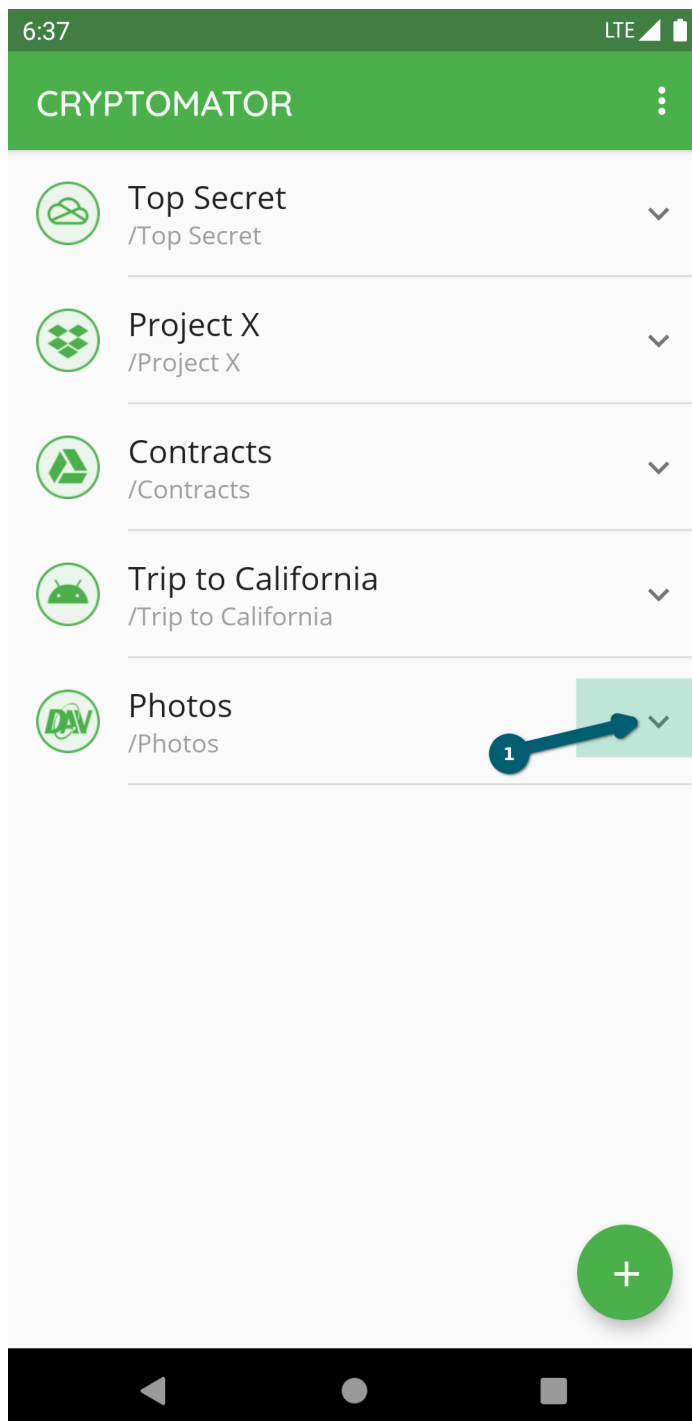 6:37
LTE
CRYPTOMATOR
Top Secret
/Top Secret
Project X
/Project X
Contracts
/Contracts
Trip to California
/Trip to California
DAV
Photos
/Photos
1